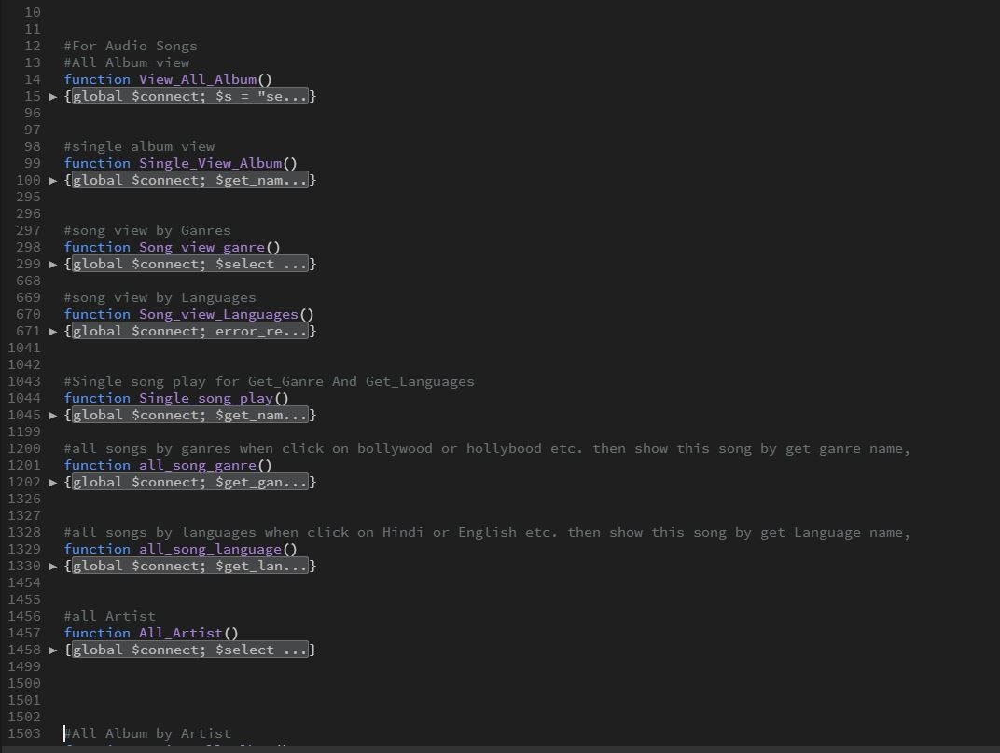 10
11
12 #For Audio Songs
13 #All Album view
14 function View_All_Album()
15 {global $connect; $s = "se...}
96
97
98 #single album view
99 function Single_View_Album()
100 {global $connect; $get_nam...}
295
296
297 #song view by Ganres
298 function Song_view_ganre()
299 {global $connect; $select ...}
668
669 #song view by Languages
670 function Song_view_Languages()
671 {global $connect; error_re...}
1041
1042
1043 #Single song play for Get_Ganre And Get_Languages
1044 function Single_song_play()
1045 {global $connect; $get_nam...}
1199
1200 #all songs by ganres when click on bollywood or hollybood etc. then show this song by get ganre name,
1201 function all_song_ganre()
1202 {global $connect; $get_gan...}
1326
1327
1328 #all songs by languages when click on Hindi or English etc. then show this song by get Language name,
1329 function all_song_language()
1330 {global $connect; $get_lan...}
1454
1455
1456 #all Artist
1457 function All_Artist()
1458 {global $connect; $select ...}
1499
1500
1501
1502
1503 #All Album by Artist